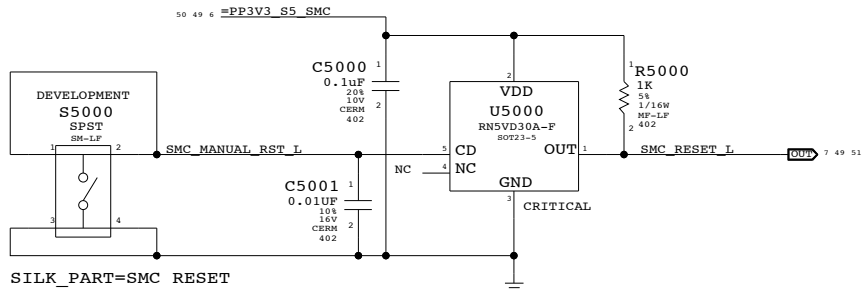 50 49 6 =PP3V3_S5_SMC
DEVELOPMENT
S5000
SPST
SM-LF
1 2
3 4
SILK_PART=SMC RESET
SMC_MANUAL_RST_L
C5000 1
0.1uF
20%
10V
CERM 2
402
C5001 1
0.01UF
10%
16V 2
CERM
402
NC
2
VDD
U5000
RN5VD30A-F
SOT23-5
5 CD OUT 1
4 NC
GND
3
CRITICAL
1 R5000
1K
5%
1/16W
MF-LF
2 402
SMC_RESET_L
OUT 7 49 51